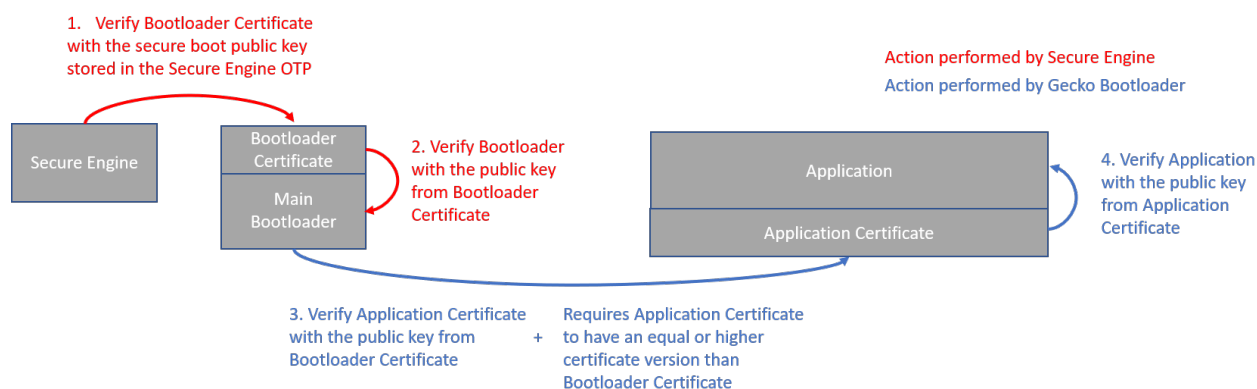 1. Verify Bootloader Certificate
with the secure boot public key
stored in the Secure Engine OTP
Action performed by Secure Engine
Action performed by Gecko Bootloader
Secure Engine
Bootloader
Certificate
Main
Bootloader
2. Verify Bootloader
with the public key
from Bootloader
Certificate
Application
Application Certificate
4. Verify Application
with the public key
from Application
Certificate
3. Verify Application Certificate
with the public key from
Bootloader Certificate
+
Requires Application Certificate
to have an equal or higher
certificate version than
Bootloader Certificate